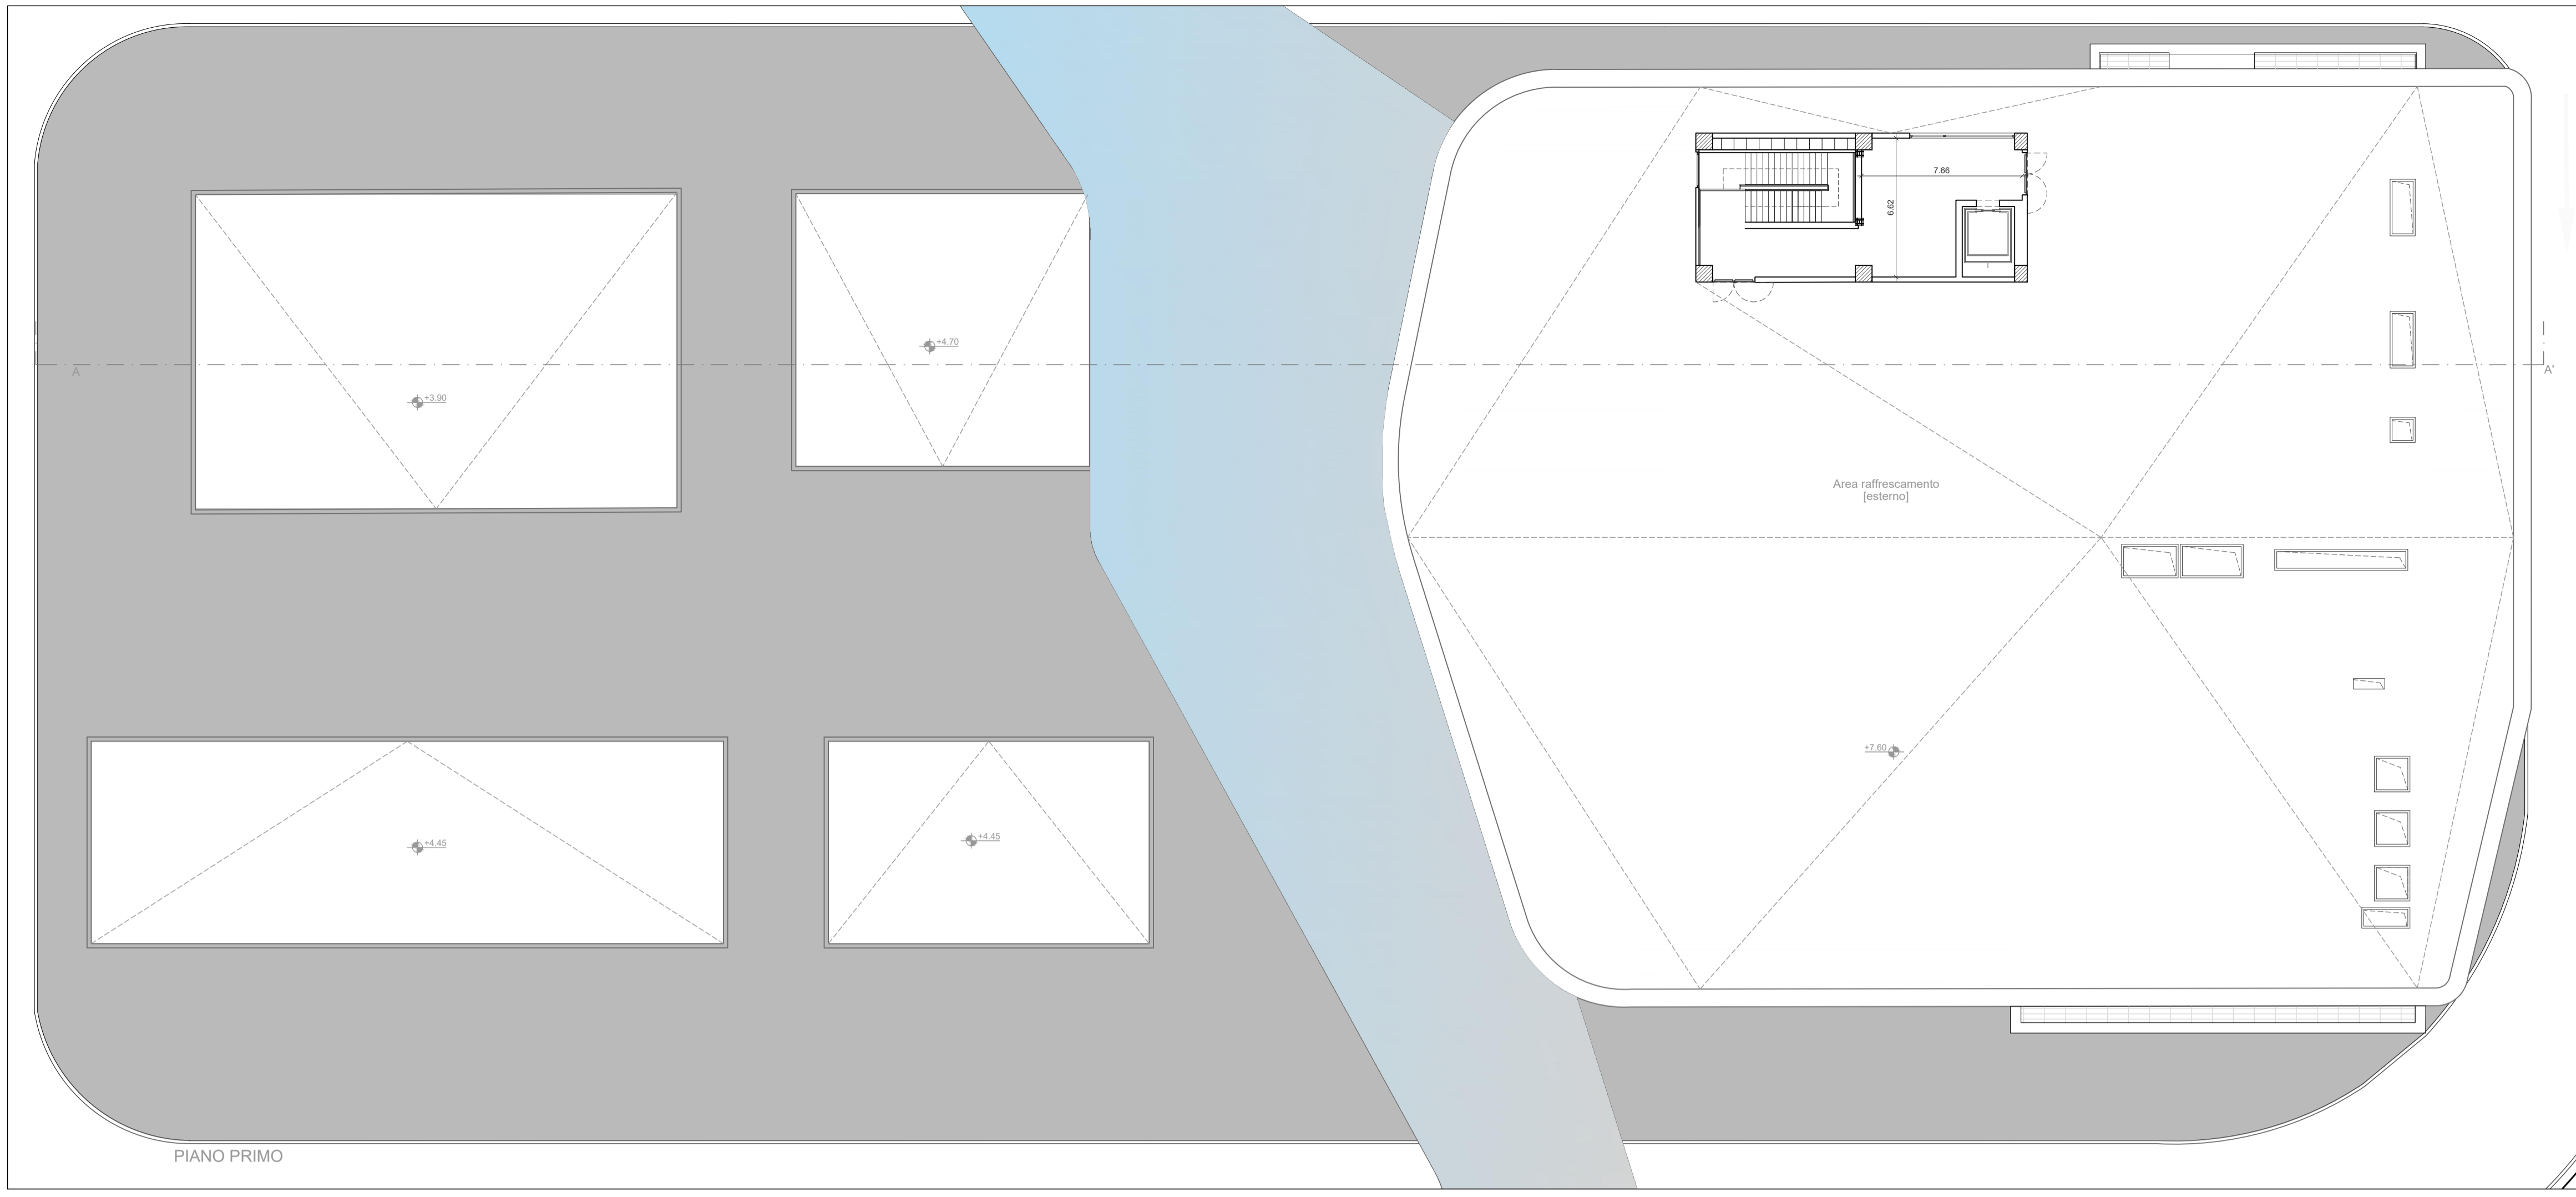 7.66
6.62
+4.70
A
A'
+3.90
Area raffrescamento
[esterno]
+7.60
+4.45
+4.45
PIANO PRIMO